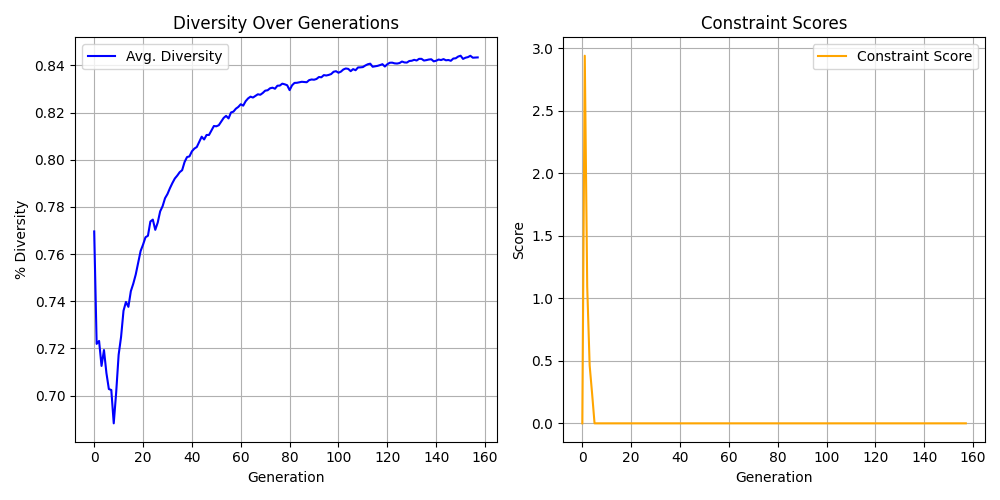 Diversity Over Generations
Avg. Diversity
0.84
0.82
0.80
0.78
0.76
0.74
0.72
0.70
% Diversity
0 20 40 60 80 100 120 140 160
Generation
Constraint Scores
Constraint Score
3.0
2.5
2.0
1.5
1.0
0.5
0.0
Score
0 20 40 60 80 100 120 140 160
Generation